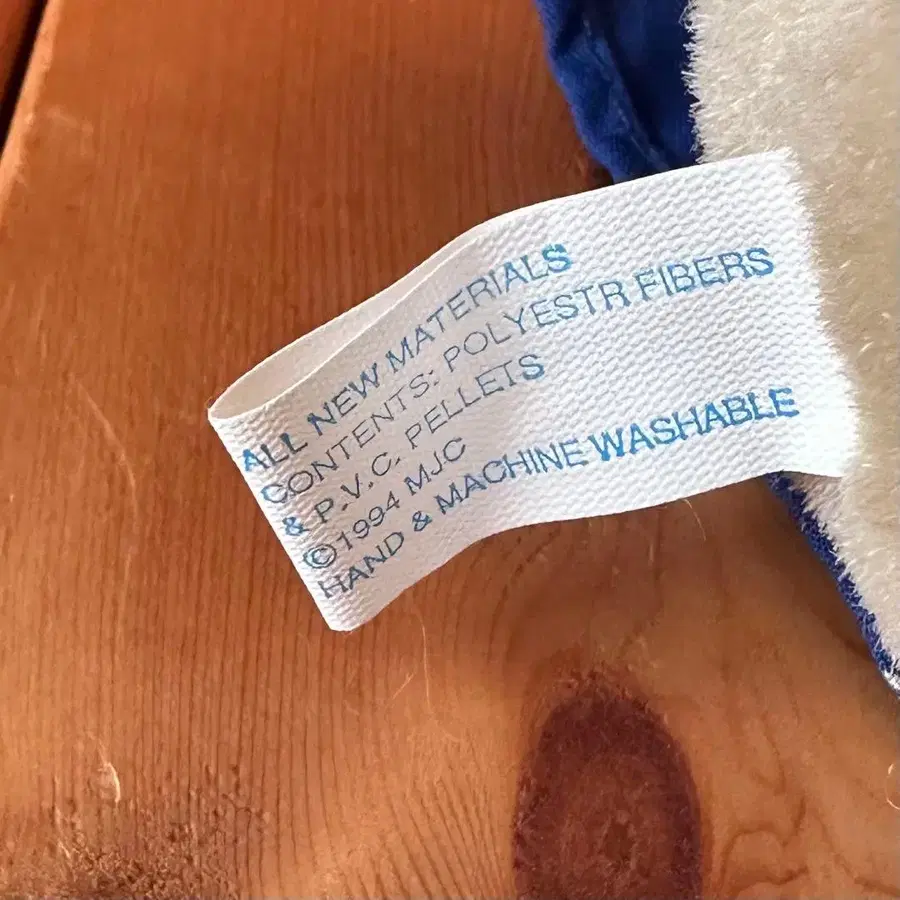 ALL NEW MATERIALS
CONTENTS: POLYESTR FIBERS
& P.V.C. PELLETS
©1994 MJC
HAND & MACHINE WASHABLE